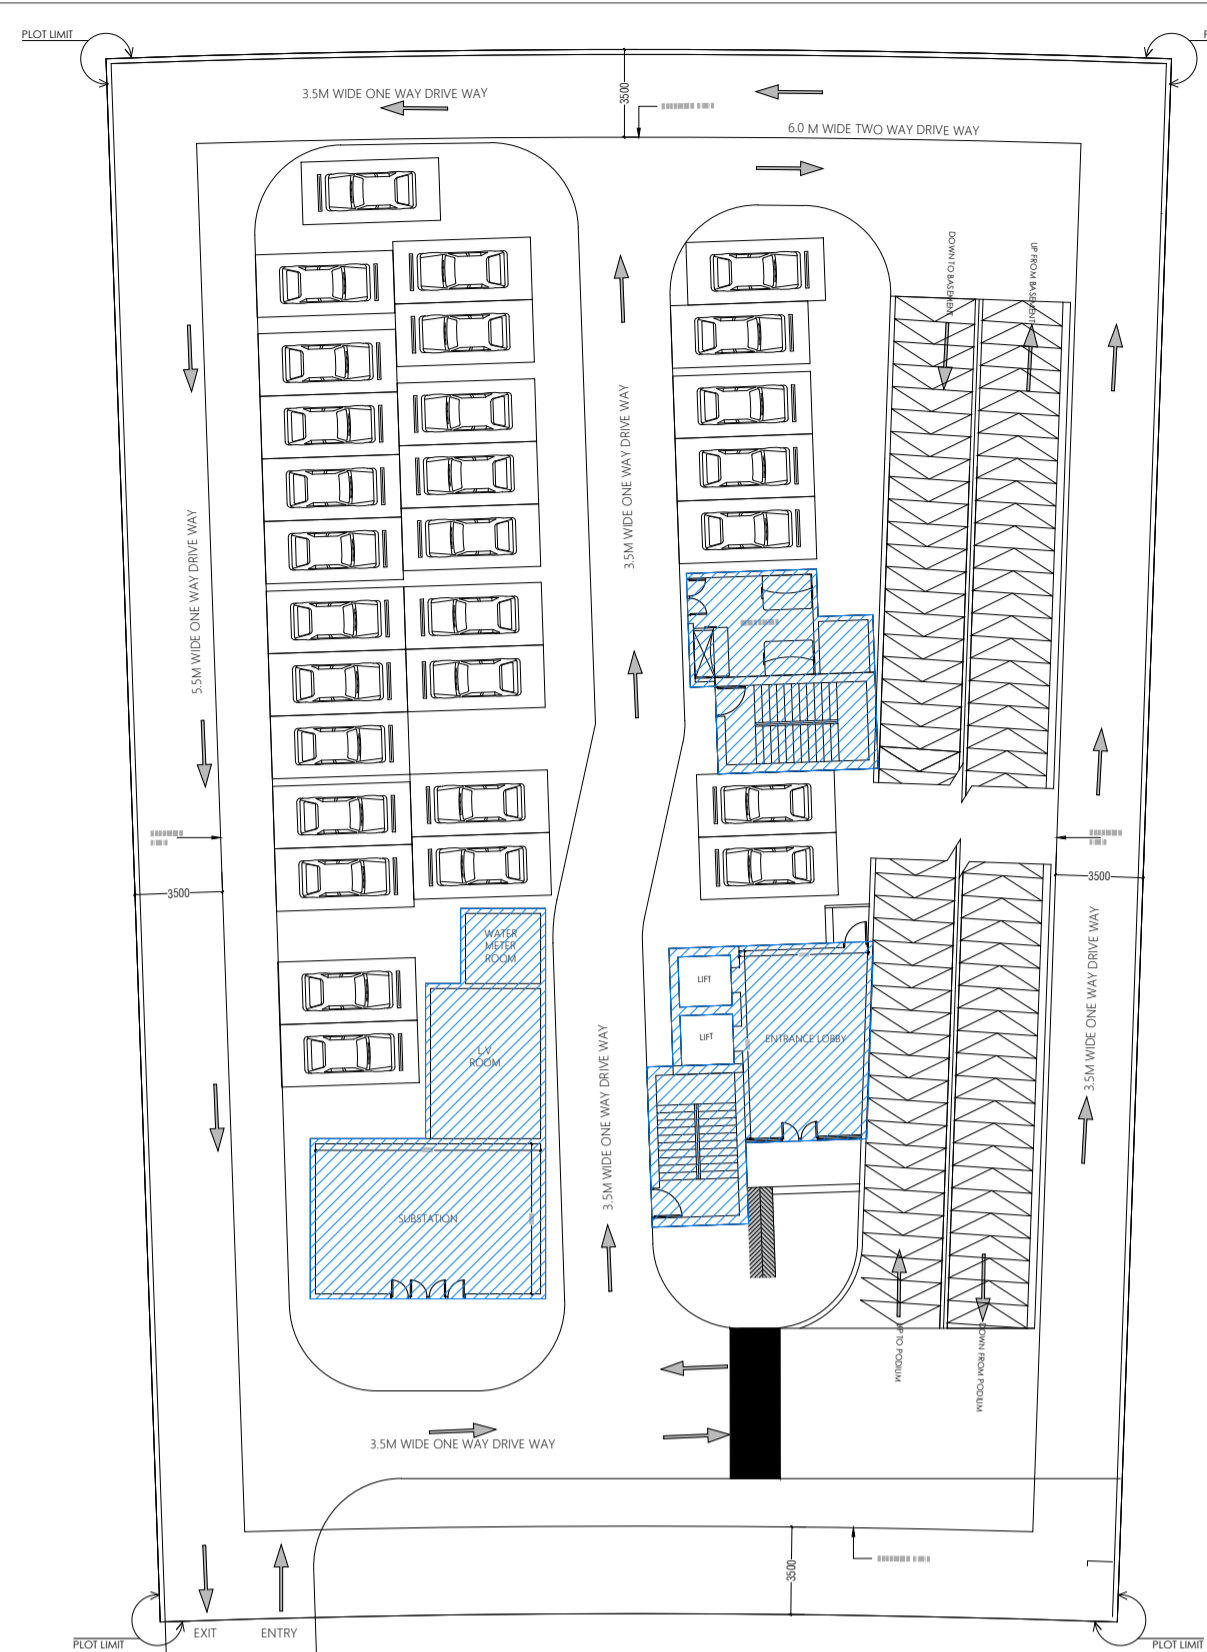 PLOT LIMIT
3.5M WIDE ONE WAY DRIVE WAY
3500
6.0 M WIDE TWO WAY DRIVE WAY
DOWN TO BASEMENT
UP FROM BASEMENT
3.5M WIDE ONE WAY DRIVE WAY
5.5M WIDE ONE WAY DRIVE WAY
3500
3500
WATER
METER
ROOM
LIFT
LIFT
ENTRANCE LOBBY
L.V
ROOM
3.5M WIDE ONE WAY DRIVE WAY
3.5M WIDE ONE WAY DRIVE WAY
SUBSTATION
UP TO PODIUM
DOWN FROM PODIUM
3.5M WIDE ONE WAY DRIVE WAY
3500
EXIT
ENTRY
PLOT LIMIT
PLOT LIMIT